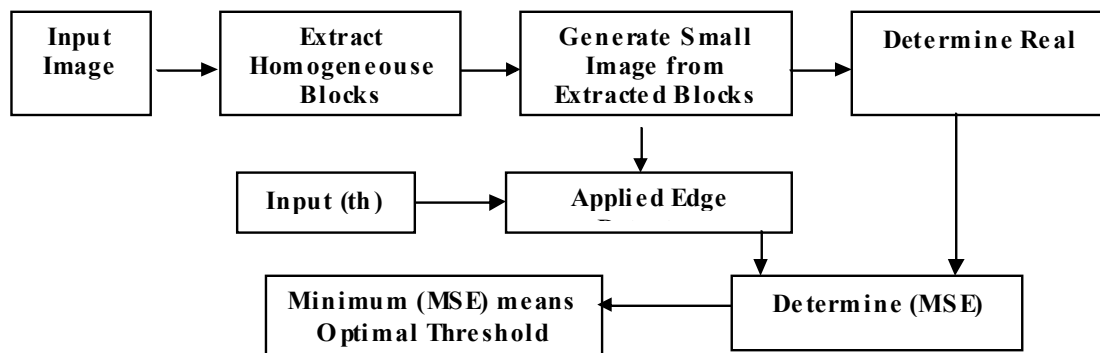 Input
Image
Extract
Homogeneouse
Blocks
Generate Small
Image from
Extracted Blocks
Determine Real
Input (th)
Applied Edge
Minimum (MSE) means
Optimal Threshold
Determine (MSE)